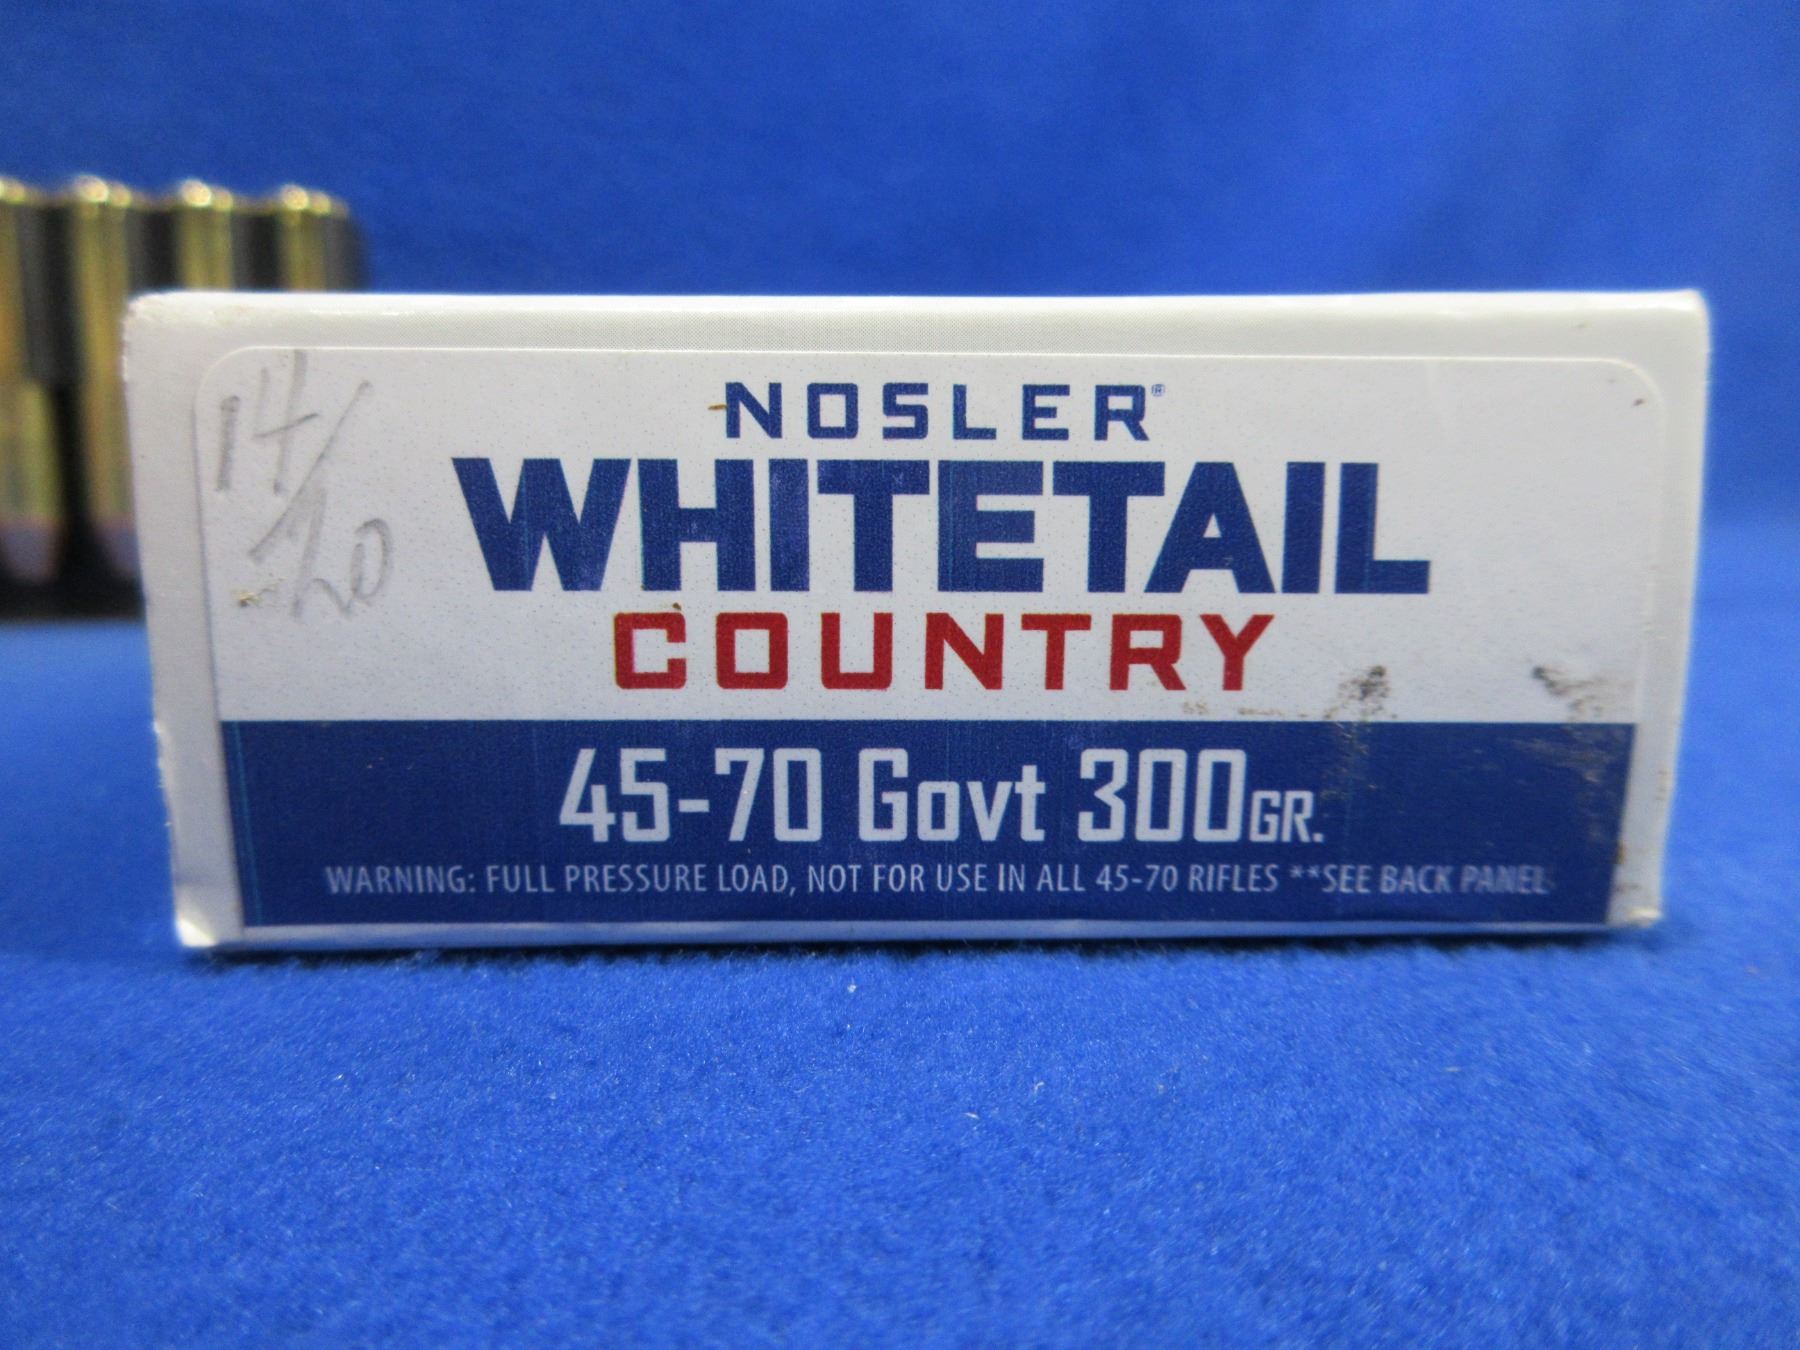 14/20
NOSLER®
WHITETAIL
COUNTRY
45-70 Govt 300GR.
WARNING: FULL PRESSURE LOAD, NOT FOR USE IN ALL 45-70 RIFLES **SEE BACK PANEL